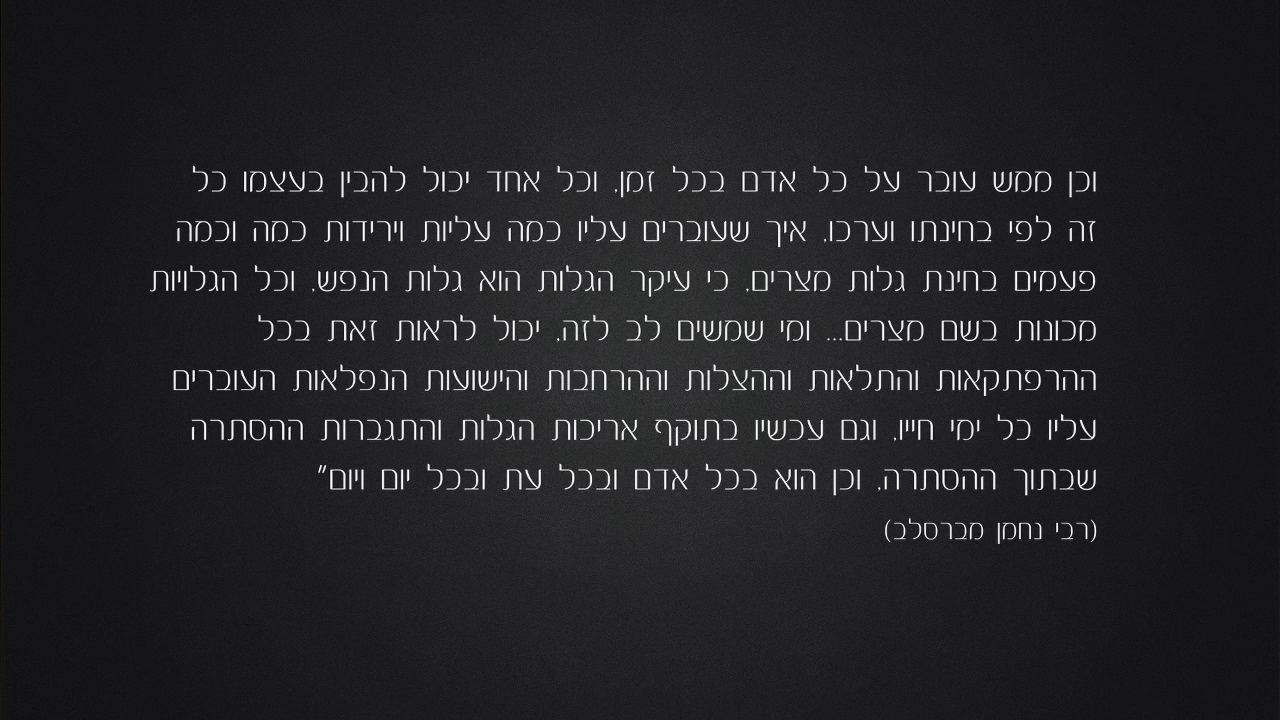 וכן ממש עובר על כל אדם בכל זמן, וכל אחד יכול להבין בעצמו כל
זה לפי בחינתו וערכו, איך שעוברים עליו כמה עליות וירידות כמה וכמה
פעמים בחינת גלות מצרים, כי עיקר הגלות הוא גלות הנפש, וכל הגלויות
מכונות בשם מצרים... ומי שמשים לב לזה, יכול לראות זאת בכל
ההרפתקאות והתלאות וההצלות וההרחבות והישועות הנפלאות העוברים
עליו כל ימי חייו, וגם עכשיו בתוקף אריכות הגלות והתגברות ההסתרה
שבתוך ההסתרה, וכן הוא בכל אדם ובכל עת ובכל יום ויום"
(רבי נחמן מברסלב)